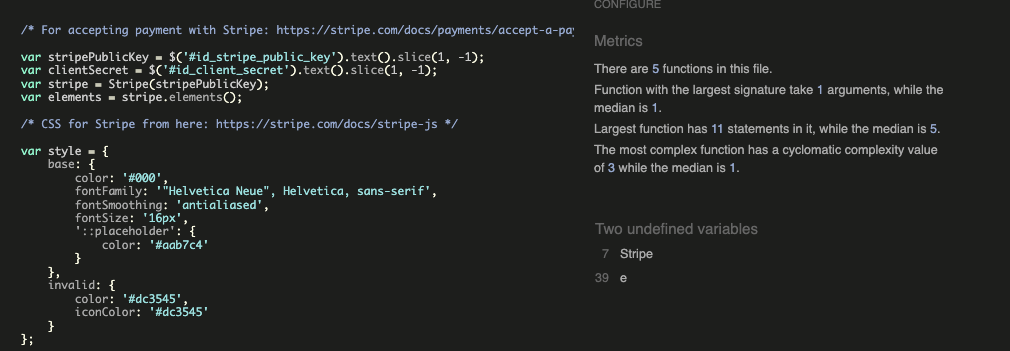 /* For accepting payment with Stripe: https://stripe.com/docs/payments/accept-a-pay
var stripePublicKey = $('#id_stripe_public_key').text().slice(1, -1);
var clientSecret = $('#id_client_secret').text().slice(1, -1);
var stripe = Stripe(stripePublicKey);
var elements = stripe.elements();
/* CSS for Stripe from here: https://stripe.com/docs/stripe-js */
var style = {
base: {
color: '#000',
fontFamily: '"Helvetica Neue", Helvetica, sans-serif',
fontSmoothing: 'antialiased',
fontSize: '16px',
'::placeholder': {
color: '#aab7c4'
}
},
invalid: {
color: '#dc3545',
iconColor: '#dc3545'
}
};
CONFIGURE
Metrics
There are 5 functions in this file.
Function with the largest signature take 1 arguments, while the
median is 1.
Largest function has 11 statements in it, while the median is 5.
The most complex function has a cyclomatic complexity value
of 3 while the median is 1.
Two undefined variables
7 Stripe
39 e